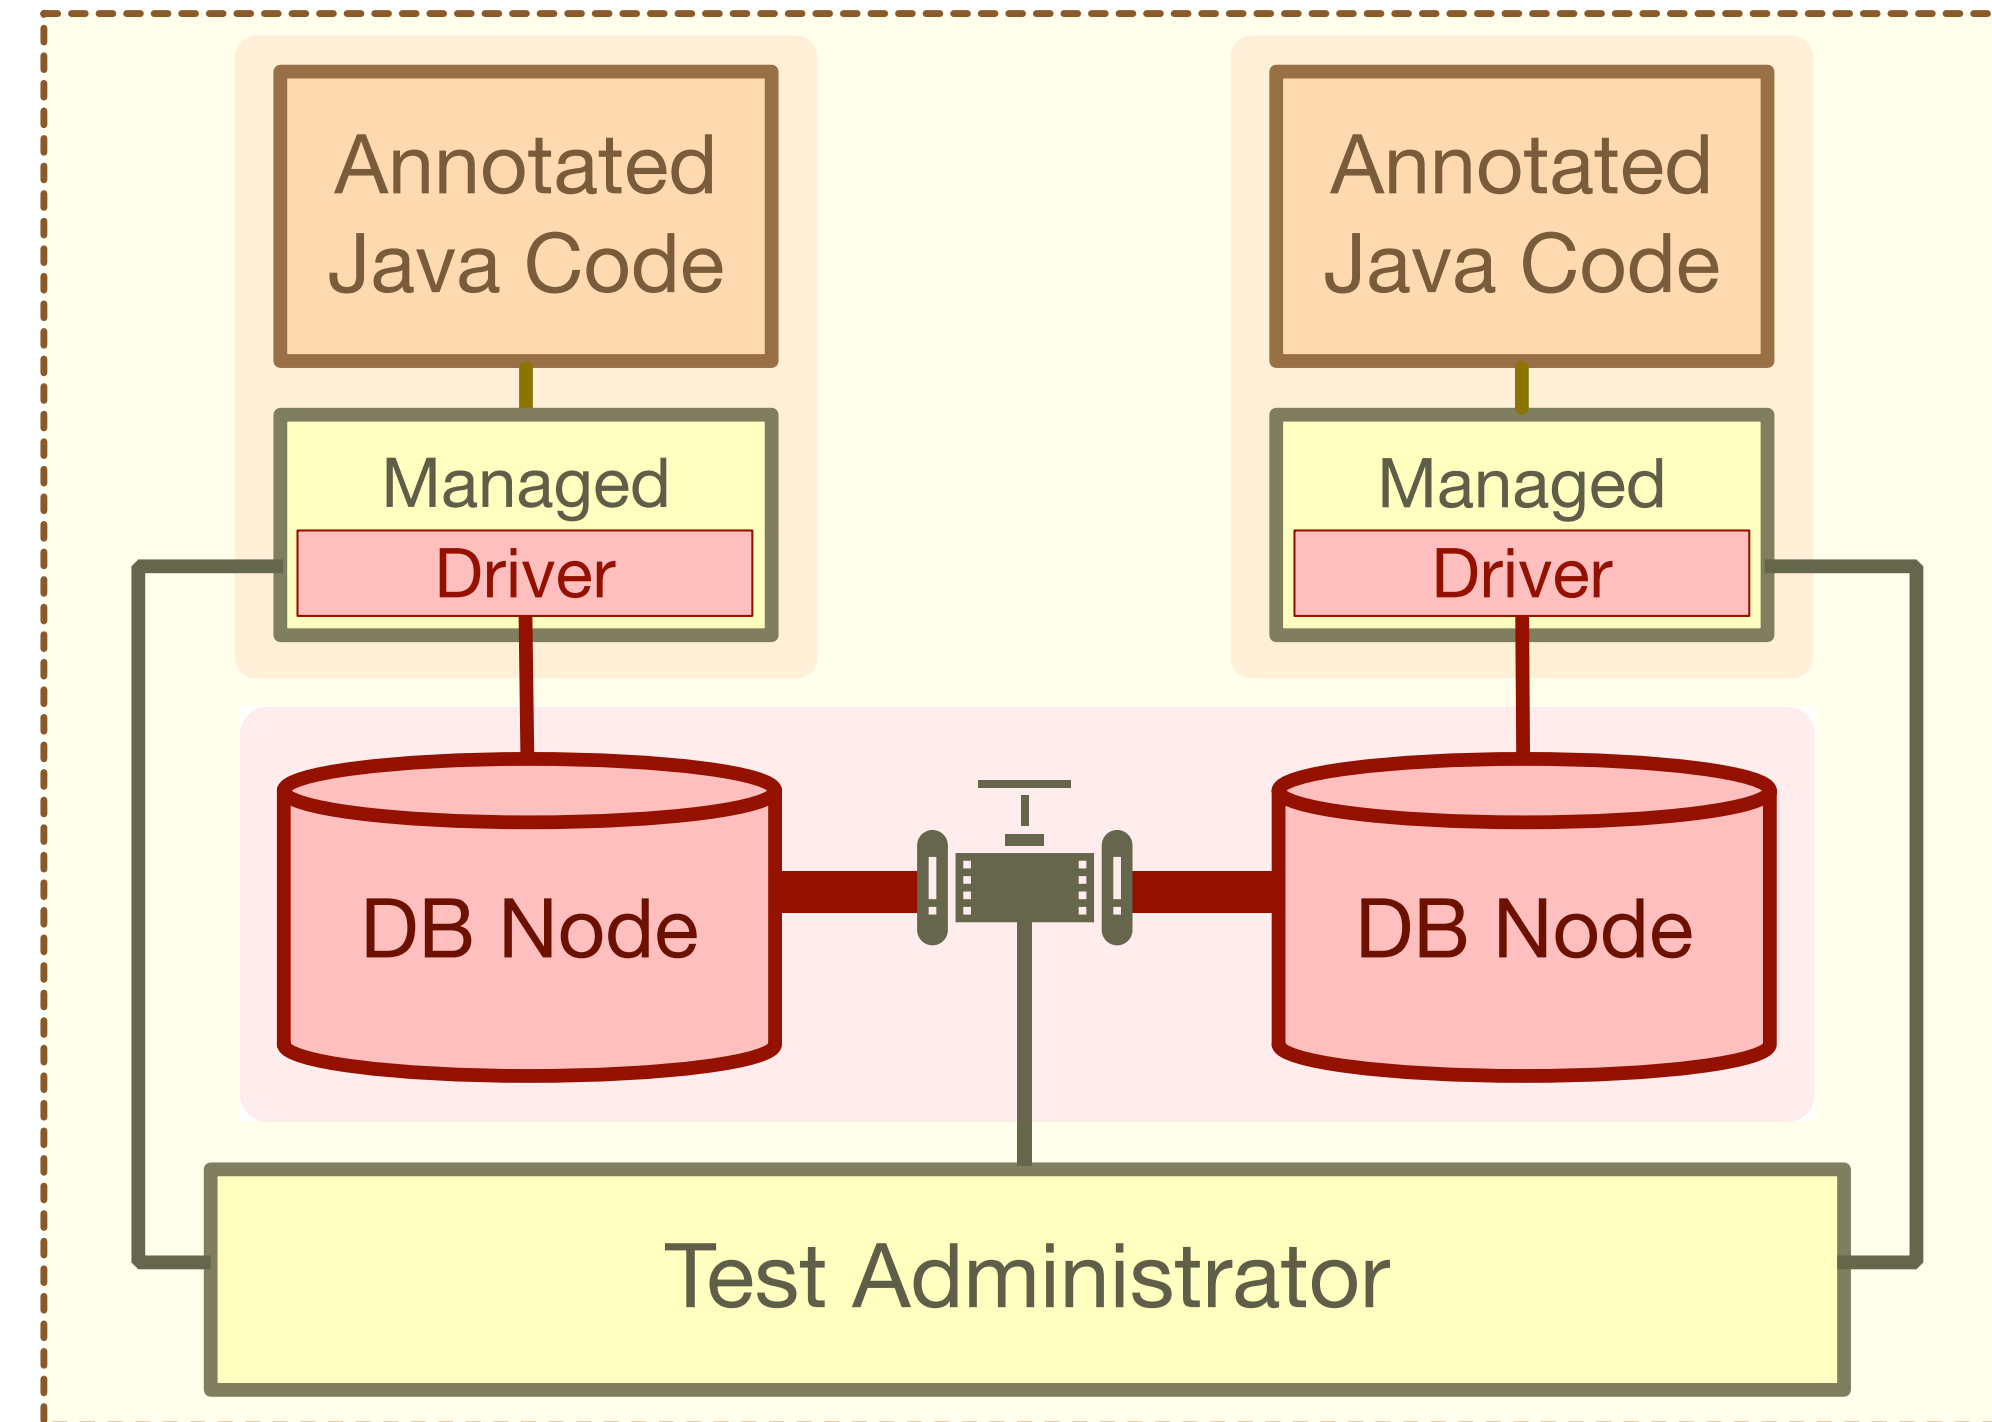 Annotated
Java Code
Managed
Driver
DB Node
Annotated
Java Code
Managed
Driver
DB Node
Test Administrator